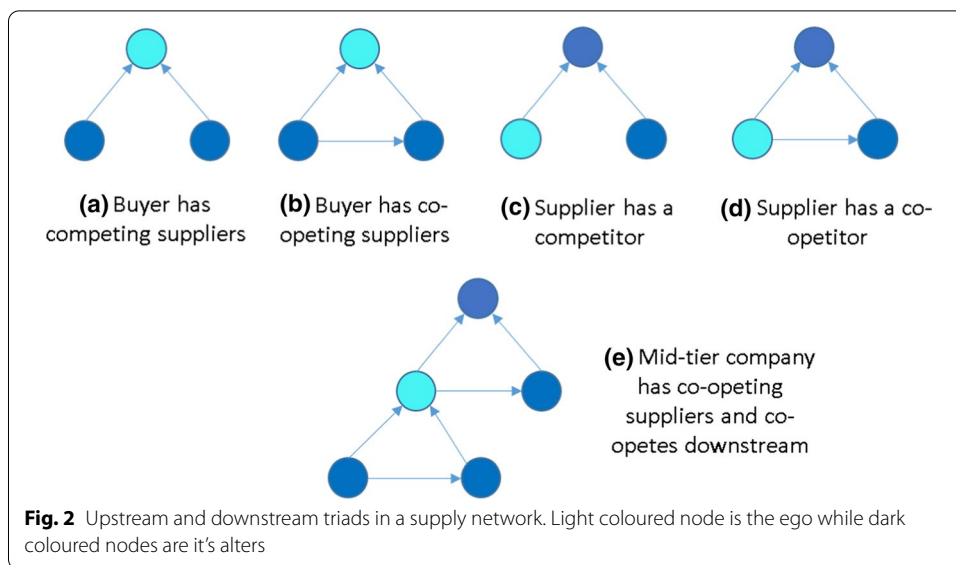 (a) Buyer has
competing suppliers
(b) Buyer has co-
opeting suppliers
(c) Supplier has a
competitor
(d) Supplier has a co-
opetitor
(e) Mid-tier company
has co-opeting
suppliers and co-
opetes downstream
Fig. 2 Upstream and downstream triads in a supply network. Light coloured node is the ego while dark
coloured nodes are it's alters